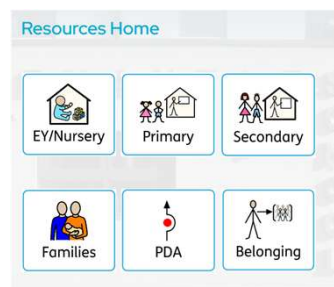 Resources Home
EY/Nursery
Primary
Secondary
Families
PDA
Belonging